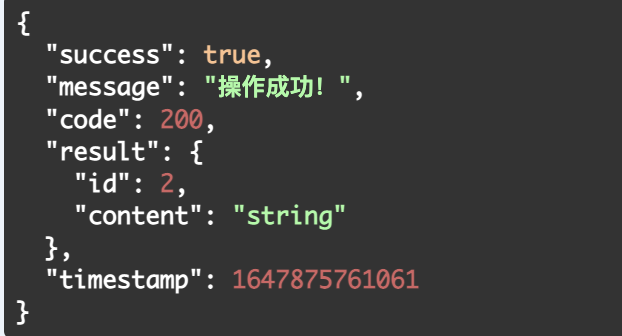 {
  "success": true,
  "message": "操作成功！",
  "code": 200,
  "result": {
    "id": 2,
    "content": "string"
  },
  "timestamp": 1647875761061
}